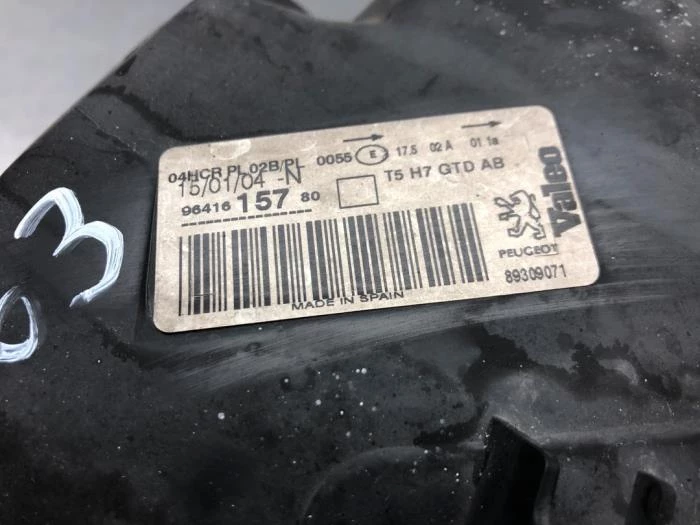 04HCR PL 02B/PL 0055 E 17.5 02 A 01 1a
15/01/04 -N
96416 157 80 T5 H7 GTD AB
MADE IN SPAIN
PEUGEOT
Valeo
89309071
03